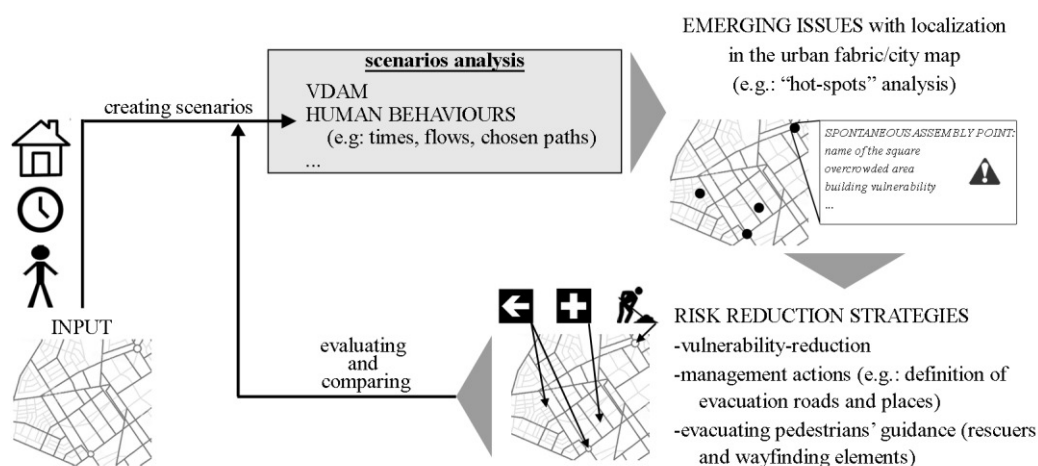 scenarios analysis
VDAM
HUMAN BEHAVIOURS
(e.g: times, flows, chosen paths)
...
creating scenarios
INPUT
EMERGING ISSUES with localization
in the urban fabric/city map
(e.g.: “hot-spots” analysis)
SPONTANEOUS ASSEMBLY POINT:
name of the square
overcrowded area
building vulnerability
...
RISK REDUCTION STRATEGIES
-vulnerability-reduction
-management actions (e.g.: definition of
evacuation roads and places)
-evacuating pedestrians’ guidance (rescuers
and wayfinding elements)
evaluating
and
comparing